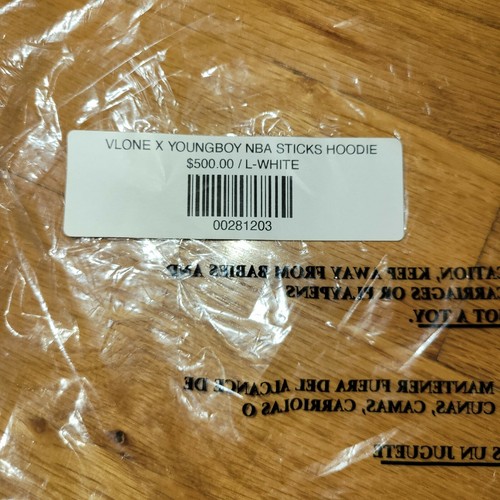 VLONE X YOUNGBOY NBA STICKS HOODIE
$500.00 / L-WHITE
00281203
KEEP AWAY FROM BABIES AND
CARRIAGES OR PLAYPENS
NOT A TOY.
MANTENER FUERA DEL ALCANCE DE
CUNAS, CAMAS, CARRIOLAS O
UN JUGUETE